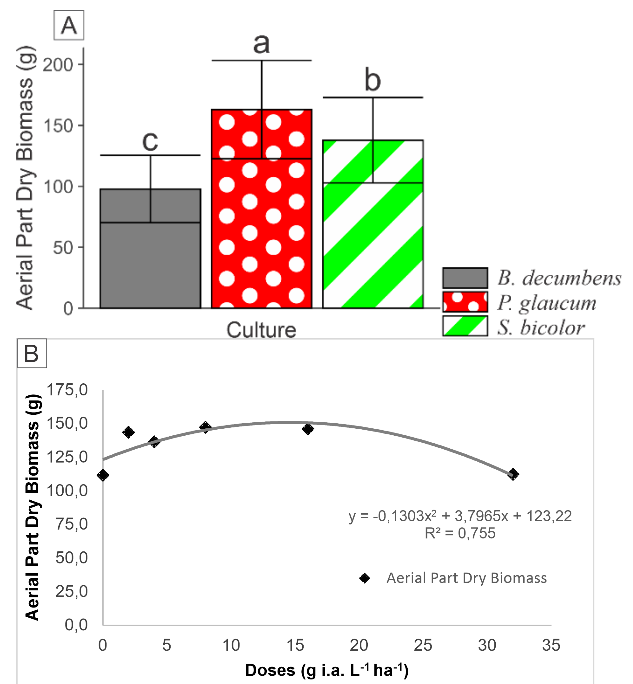 A
Aerial Part Dry Biomass (g)
200
150
100
50
0
c
a
b
Culture
B. decumbens
P. glaucum
S. bicolor
B
Aerial Part Dry Biomass (g)
175,0
150,0
125,0
100,0
75,0
50,0
25,0
0,0
y = -0,1303x² + 3,7965x + 123,22
R² = 0,755
Aerial Part Dry Biomass
0 5 10 15 20 25 30 35
Doses (g i.a. L⁻¹ ha⁻¹)